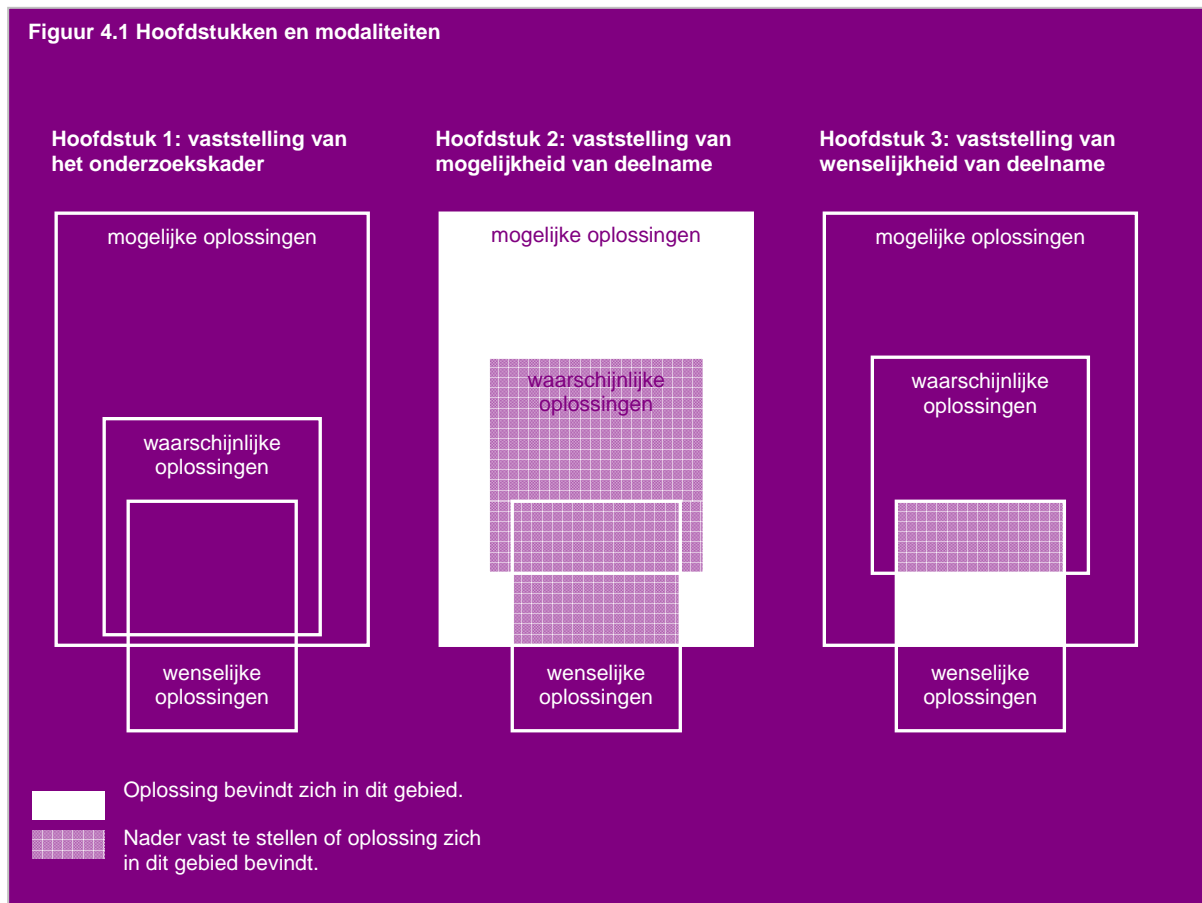 Figuur 4.1 Hoofdstukken en modaliteiten
Hoofdstuk 1: vaststelling van
het onderzoekskader
mogelijke oplossingen
waarschijnlijke
oplossingen
wenselijke
oplossingen
Hoofdstuk 2: vaststelling van
mogelijkheid van deelname
mogelijke oplossingen
waarschijnlijke
oplossingen
wenselijke
oplossingen
Hoofdstuk 3: vaststelling van
wenselijkheid van deelname
mogelijke oplossingen
waarschijnlijke
oplossingen
wenselijke
oplossingen
Oplossing bevindt zich in dit gebied.
Nader vast te stellen of oplossing zich
in dit gebied bevindt.